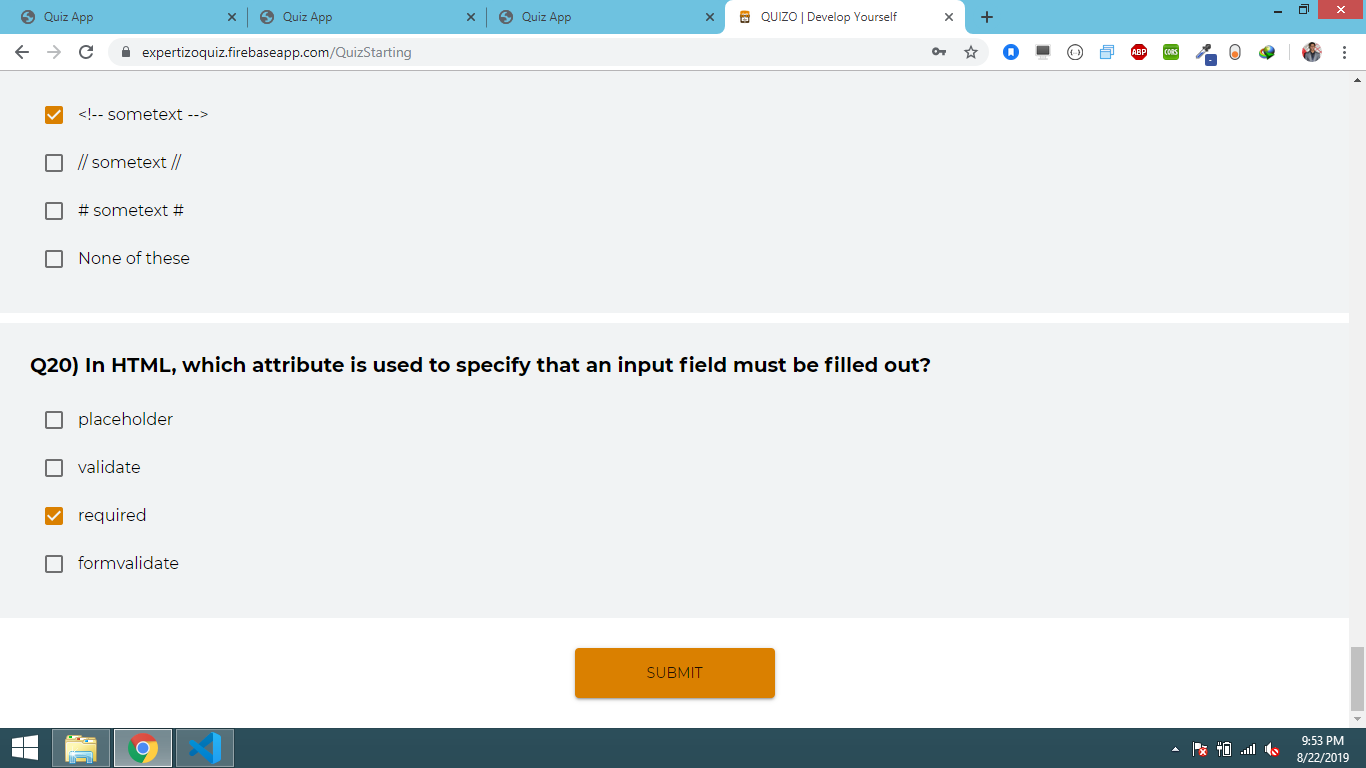 Quiz App
Quiz App
Quiz App
QUIZO | Develop Yourself
expertizoquiz.firebaseapp.com/QuizStarting
ABP
CORS
<!-- sometext -->
// sometext //
# sometext #
None of these
Q20) In HTML, which attribute is used to specify that an input field must be filled out?
placeholder
validate
required
formvalidate
SUBMIT
9:53 PM
8/22/2019